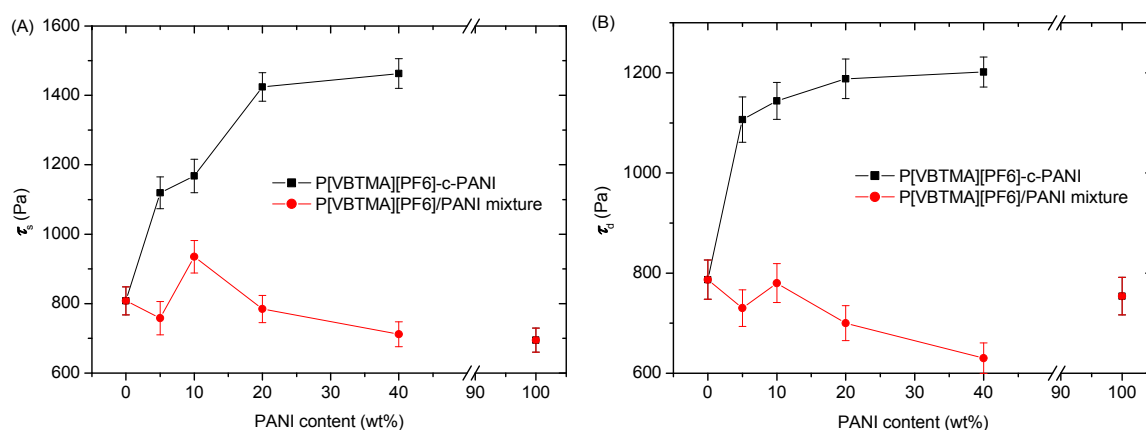 (A)
1600
1400
1200
1000
800
600
τs (Pa)
P[VBTMA][PF6]-c-PANI
P[VBTMA][PF6]/PANI mixture
0 10 20 30 40 90 100
PANI content (wt%)
(B)
1200
1000
800
600
τd (Pa)
P[VBTMA][PF6]-c-PANI
P[VBTMA][PF6]/PANI mixture
0 10 20 30 40 90 100
PANI content (wt%)